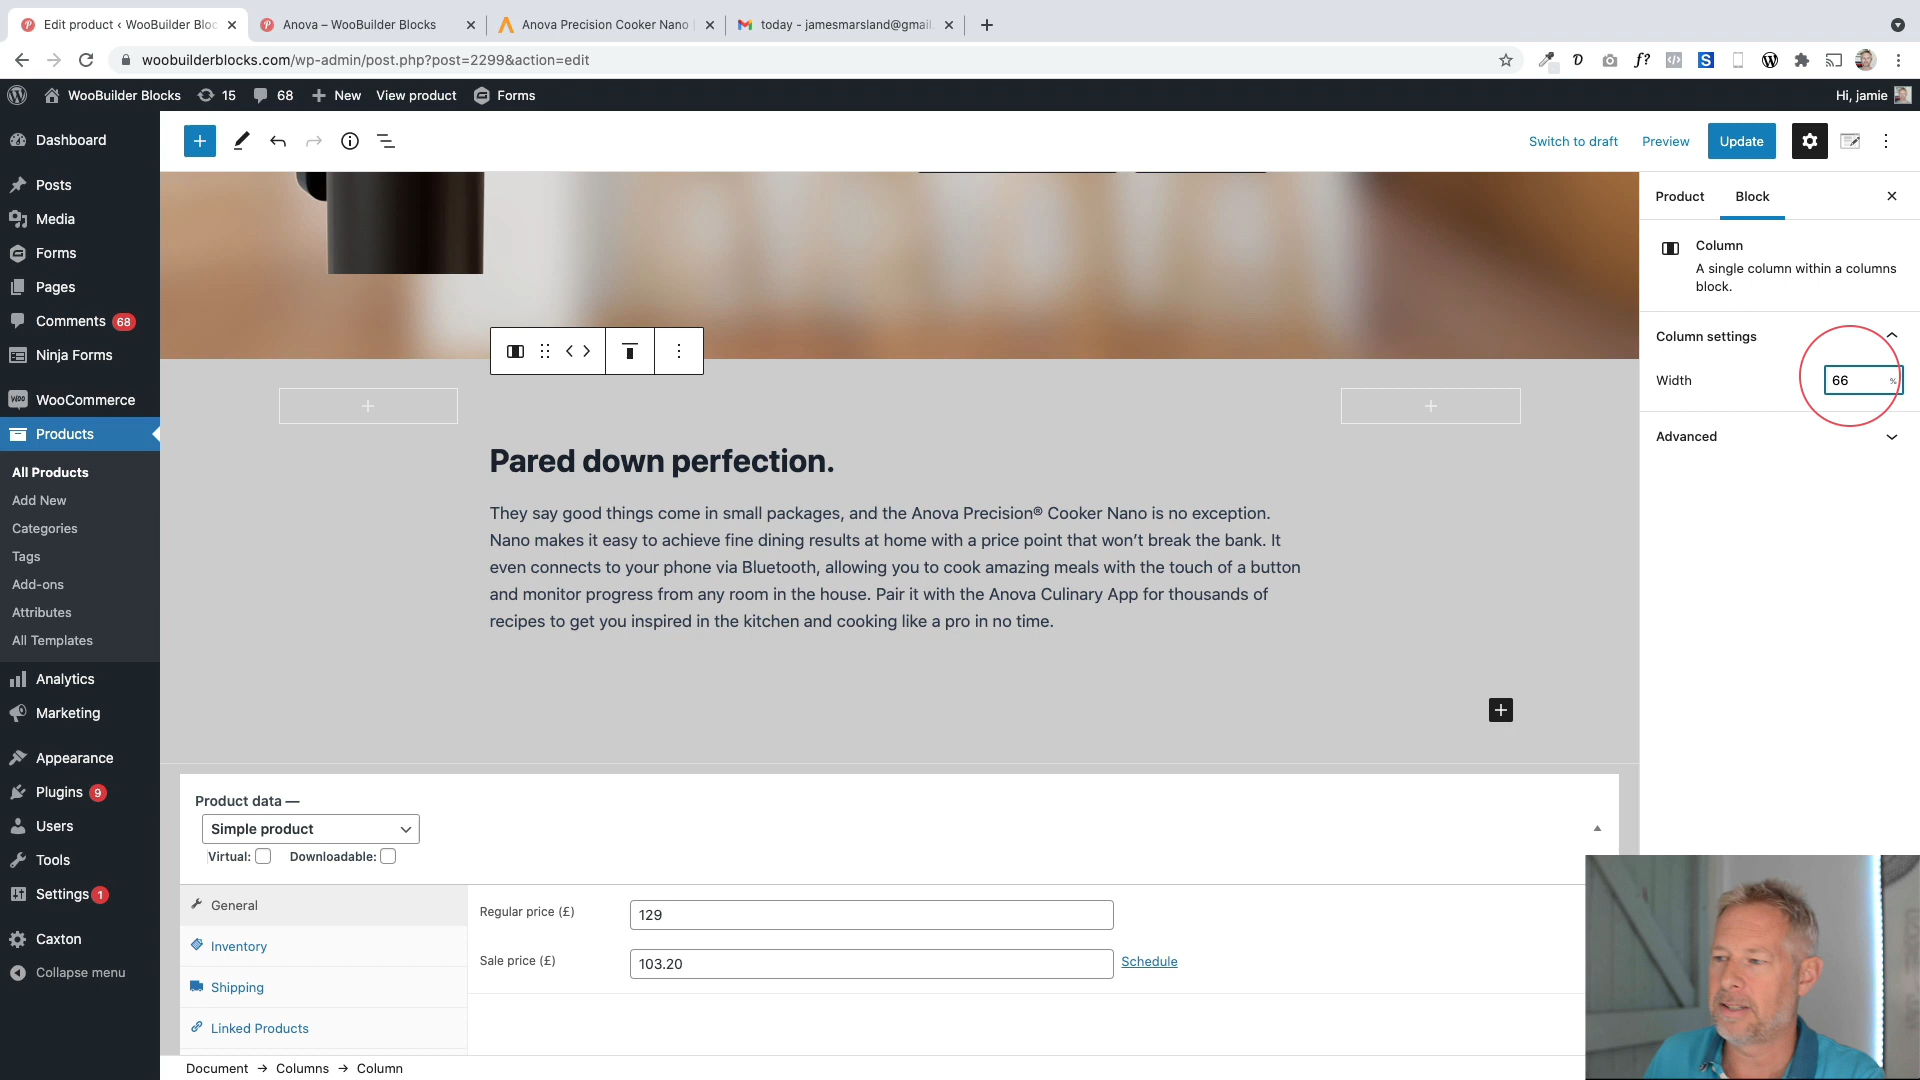 Edit product ‹ WooBuilder Bloc
Anova – WooBuilder Blocks
Anova Precision Cooker Nano
today - jamesmarsland@gmail.
woobuilderblocks.com/wp-admin/post.php?post=2299&action=edit
WooBuilder Blocks
15
68
New
View product
Forms
Hi, jamie
Dashboard
Posts
Media
Forms
Pages
Comments 68
Ninja Forms
WooCommerce
Products
All Products
Add New
Categories
Tags
Add-ons
Attributes
All Templates
Analytics
Marketing
Appearance
Plugins 9
Users
Tools
Settings 1
Caxton
Collapse menu
Switch to draft
Preview
Update
Product
Block
Column
A single column within a columns
block.
Column settings
Width
66
%
Advanced
Pared down perfection.
They say good things come in small packages, and the Anova Precision® Cooker Nano is no exception.
Nano makes it easy to achieve fine dining results at home with a price point that won’t break the bank. It
even connects to your phone via Bluetooth, allowing you to cook amazing meals with the touch of a button
and monitor progress from any room in the house. Pair it with the Anova Culinary App for thousands of
recipes to get you inspired in the kitchen and cooking like a pro in no time.
Product data —
Simple product
Virtual:
Downloadable:
General
Inventory
Shipping
Linked Products
Regular price (£)
129
Sale price (£)
103.20
Schedule
Document → Columns → Column